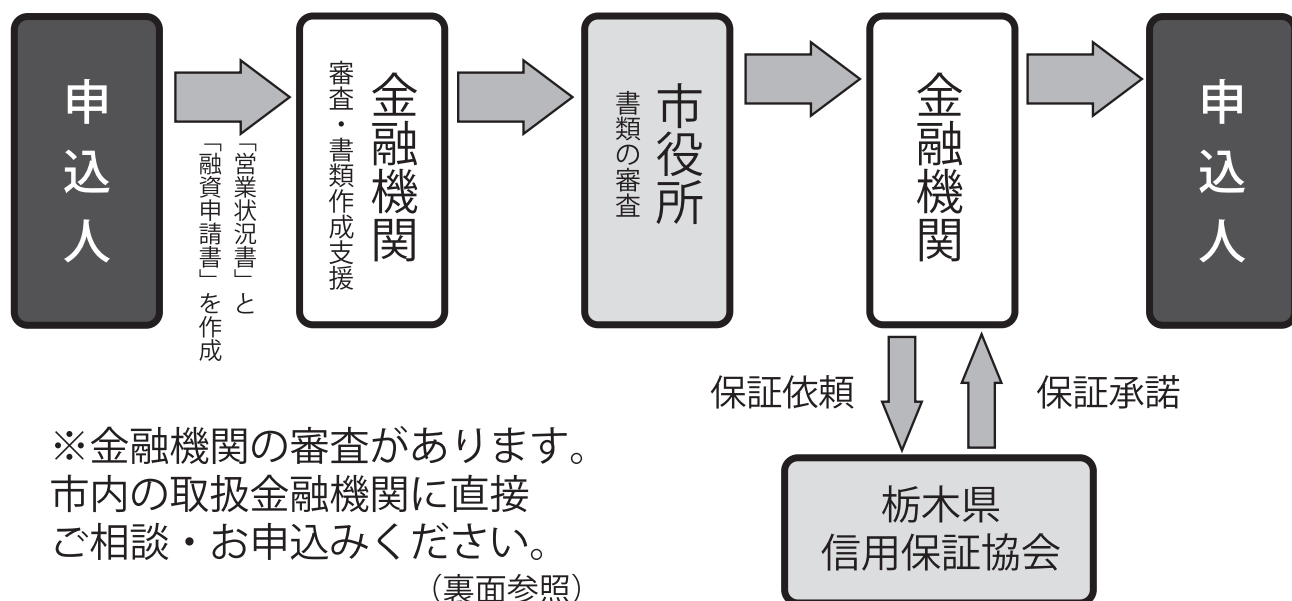 申込人
「営業状況書」と
「融資申請書」を作成
金融機関
審査・書類作成支援
市役所
書類の審査
金融機関
申込人
保証依頼
保証承諾
栃木県
信用保証協会
※金融機関の審査があります。
市内の取扱金融機関に直接
ご相談・お申込みください。
（裏面参照）